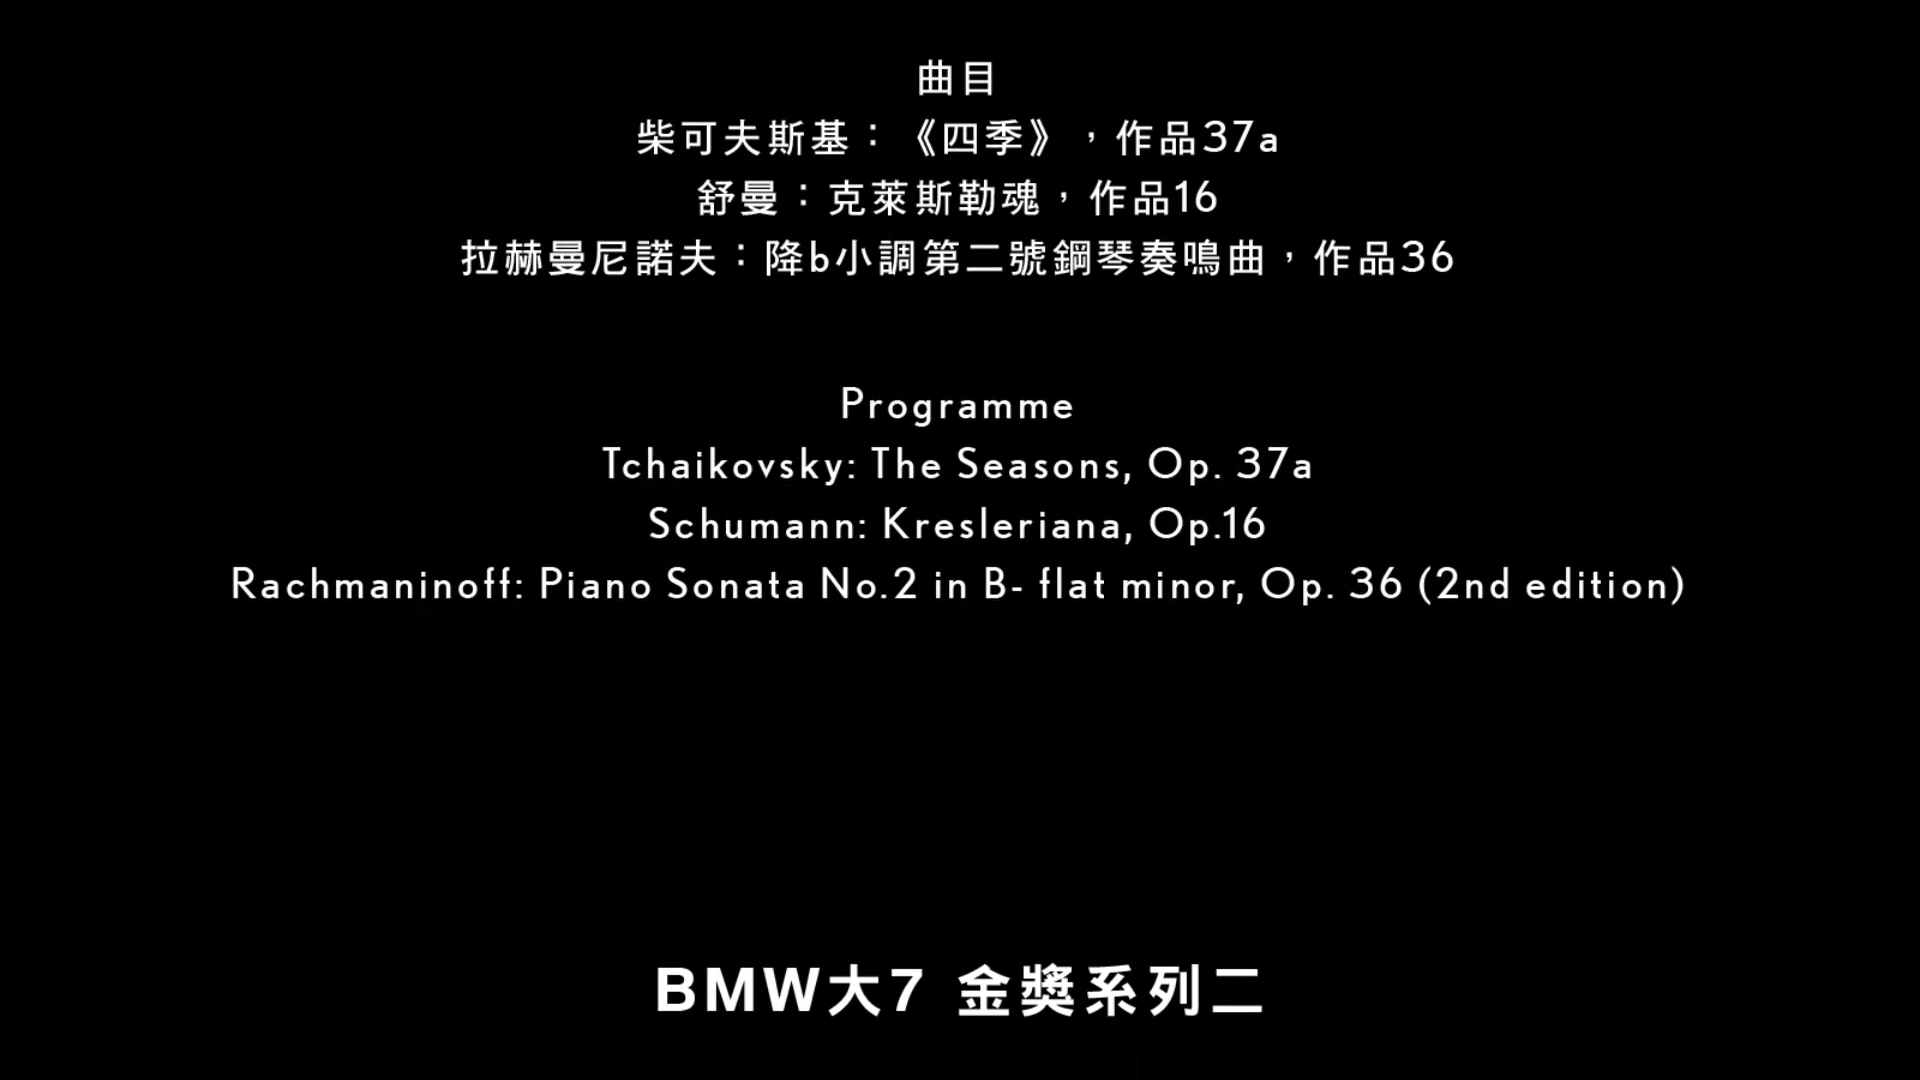 曲目
柴可夫斯基：《四季》，作品37a
舒曼：克萊斯勒魂，作品16
拉赫曼尼諾夫：降b小調第二號鋼琴奏鳴曲，作品36
Programme
Tchaikovsky: The Seasons, Op. 37a
Schumann: Kresleriana, Op.16
Rachmaninoff: Piano Sonata No.2 in B- flat minor, Op. 36 (2nd edition)
BMW大7 金獎系列二